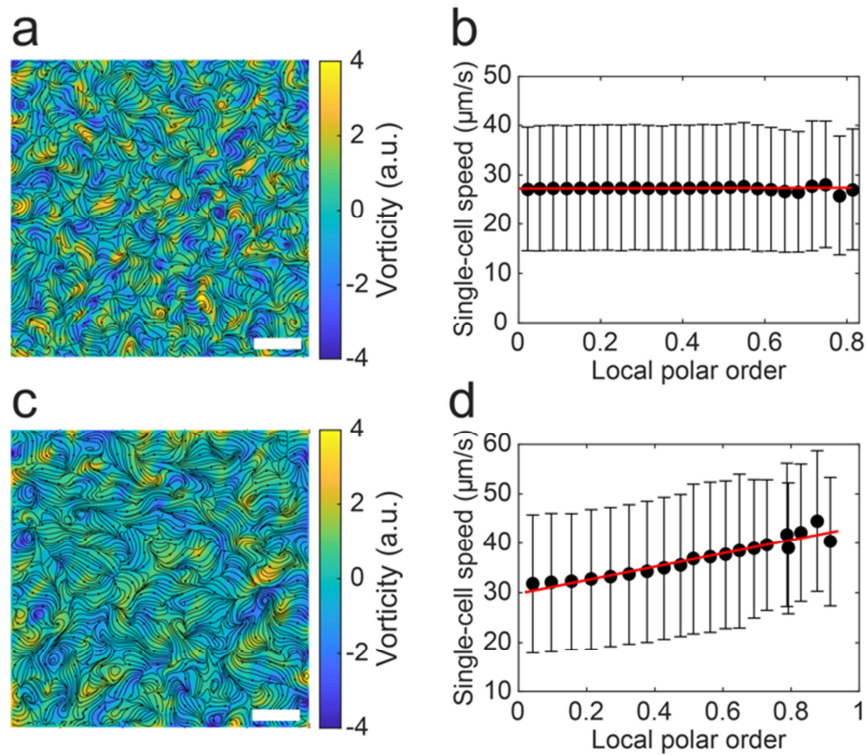 a
4
2
0
-2
-4
Vorticity (a.u.)
b
50
40
30
20
10
0
Single-cell speed (µm/s)
0 0.2 0.4 0.6 0.8
Local polar order
c
4
2
0
-2
-4
Vorticity (a.u.)
d
60
50
40
30
20
10
Single-cell speed (µm/s)
0 0.2 0.4 0.6 0.8 1
Local polar order